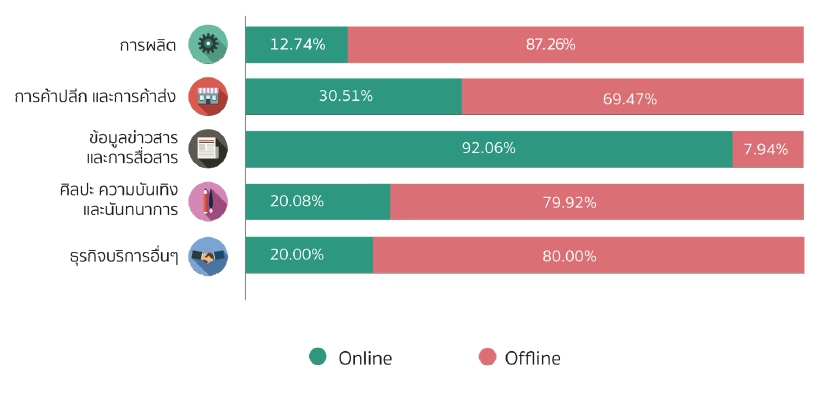 การผลิต
12.74%
87.26%
การค้าปลีก และการค้าส่ง
30.51%
69.47%
ข้อมูลข่าวสาร
และการสื่อสาร
92.06%
7.94%
ศิลปะ ความบันเทิง
และนันทนาการ
20.08%
79.92%
ธุรกิจบริการอื่นๆ
20.00%
80.00%
Online
Offline